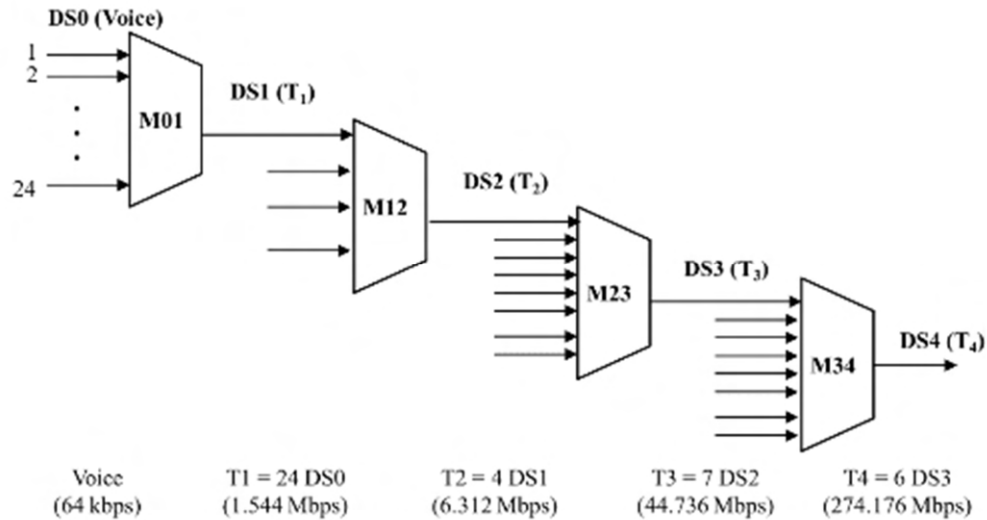 DS0 (Voice)
1
2
24
M01
DS1 (T1)
M12
DS2 (T2)
M23
DS3 (T3)
M34
DS4 (T4)
Voice
(64 kbps)
T1 = 24 DS0
(1.544 Mbps)
T2 = 4 DS1
(6.312 Mbps)
T3 = 7 DS2
(44.736 Mbps)
T4 = 6 DS3
(274.176 Mbps)